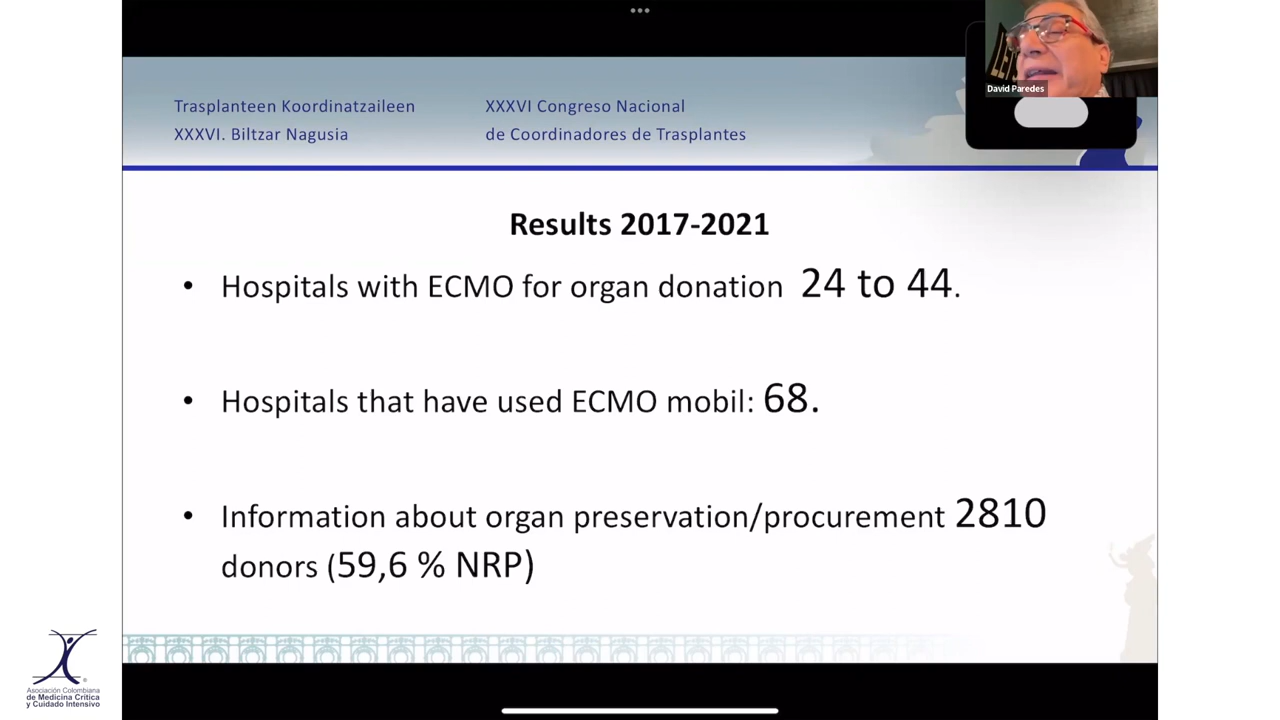 David Paredes
Trasplanteen Koordinatzaileen
XXXVI. Biltzar Nagusia
XXXVI Congreso Nacional
de Coordinadores de Trasplantes
Results 2017-2021
• Hospitals with ECMO for organ donation 24 to 44.
• Hospitals that have used ECMO mobil: 68.
• Information about organ preservation/procurement 2810
donors (59,6 % NRP)
Asociación Colombiana
de Medicina Crítica
y Cuidado Intensivo